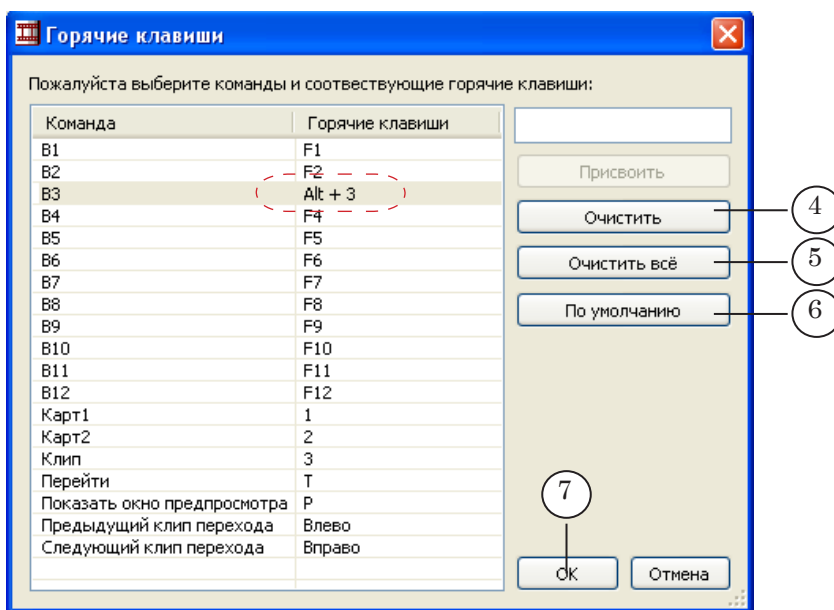 Горячие клавиши
Пожалуйста выберите команды и соотвествующие горячие клавиши:
Команда Горячие клавиши
B1 F1
B2 F2
B3 Alt + 3
B4 F4
B5 F5
B6 F6
B7 F7
B8 F8
B9 F9
B10 F10
B11 F11
B12 F12
Карт1 1
Карт2 2
Клип 3
Перейти T
Показать окно предпросмотра P
Предыдущий клип перехода Влево
Следующий клип перехода Вправо
Присвоить
Очистить 4
Очистить всё 5
По умолчанию 6
7
OK Отмена